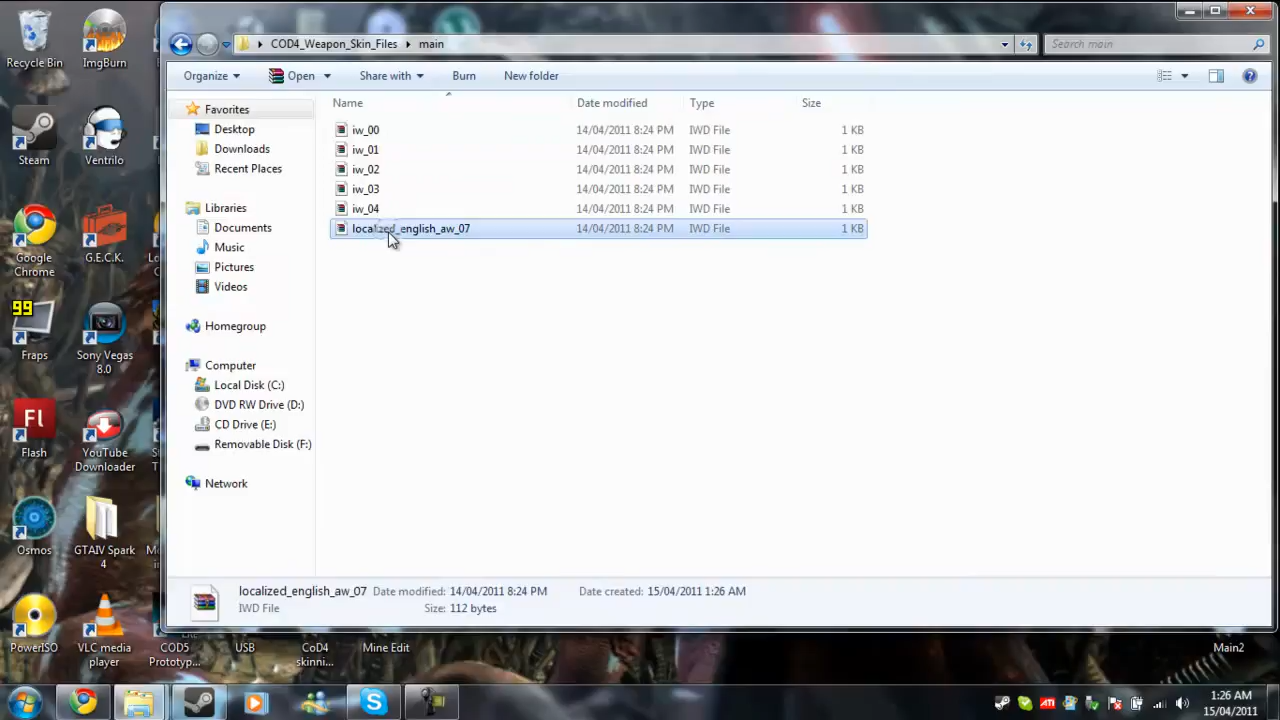 COD4_Weapon_Skin_Files main
Search main
Organize Open Share with Burn New folder
Name Date modified Type Size
iw_00 14/04/2011 8:24 PM IWD File 1 KB
iw_01 14/04/2011 8:24 PM IWD File 1 KB
iw_02 14/04/2011 8:24 PM IWD File 1 KB
iw_03 14/04/2011 8:24 PM IWD File 1 KB
iw_04 14/04/2011 8:24 PM IWD File 1 KB
localized_english_aw_07 14/04/2011 8:24 PM IWD File 1 KB
Favorites
Desktop
Downloads
Recent Places
Libraries
Documents
Music
Pictures
Videos
Homegroup
Computer
Local Disk (C:)
DVD RW Drive (D:)
CD Drive (E:)
Removable Disk (F:)
Network
localized_english_aw_07 Date modified: 14/04/2011 8:24 PM Date created: 15/04/2011 1:26 AM
IWD File Size: 112 bytes
Recycle Bin
ImgBurn
Steam
Ventrilo
Google
Chrome
G.E.C.K.
99
Fraps
Sony Vegas
8.0
Fl
Flash
YouTube
Downloader
Osmos
GTAIV Spark
4
PowerISO
VLC media
player
COD5
Prototyp...
USB
CoD4
skinni...
Mine Edit
Main2
ATI
1:26 AM
15/04/2011